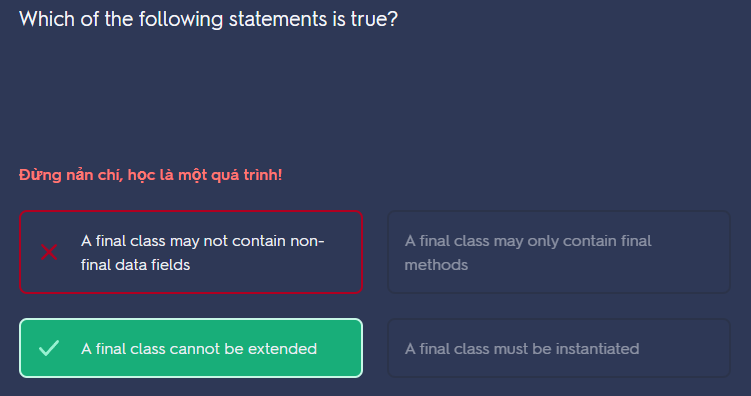 Which of the following statements is true?
Đừng nản chí, học là một quá trình!
A final class may not contain non-
final data fields
A final class may only contain final
methods
A final class cannot be extended
A final class must be instantiated